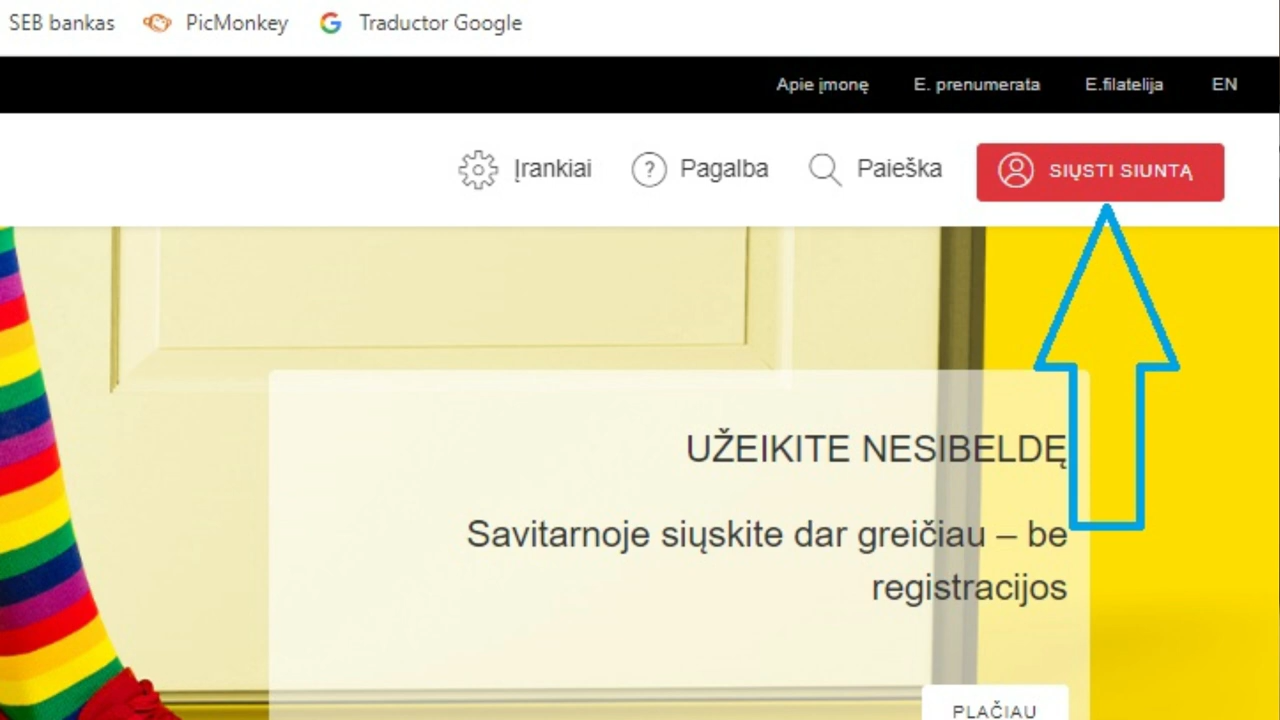 SEB bankas PicMonkey Traductor Google
Apie įmonę E. prenumerata E.filatelija EN
Įrankiai ? Pagalba Paieška SIŲSTI SIUNTĄ
UŽEIKITE NESIBELDĘ
Savitarnoje siųskite dar greičiau – be
registracijos
PLAČIAU